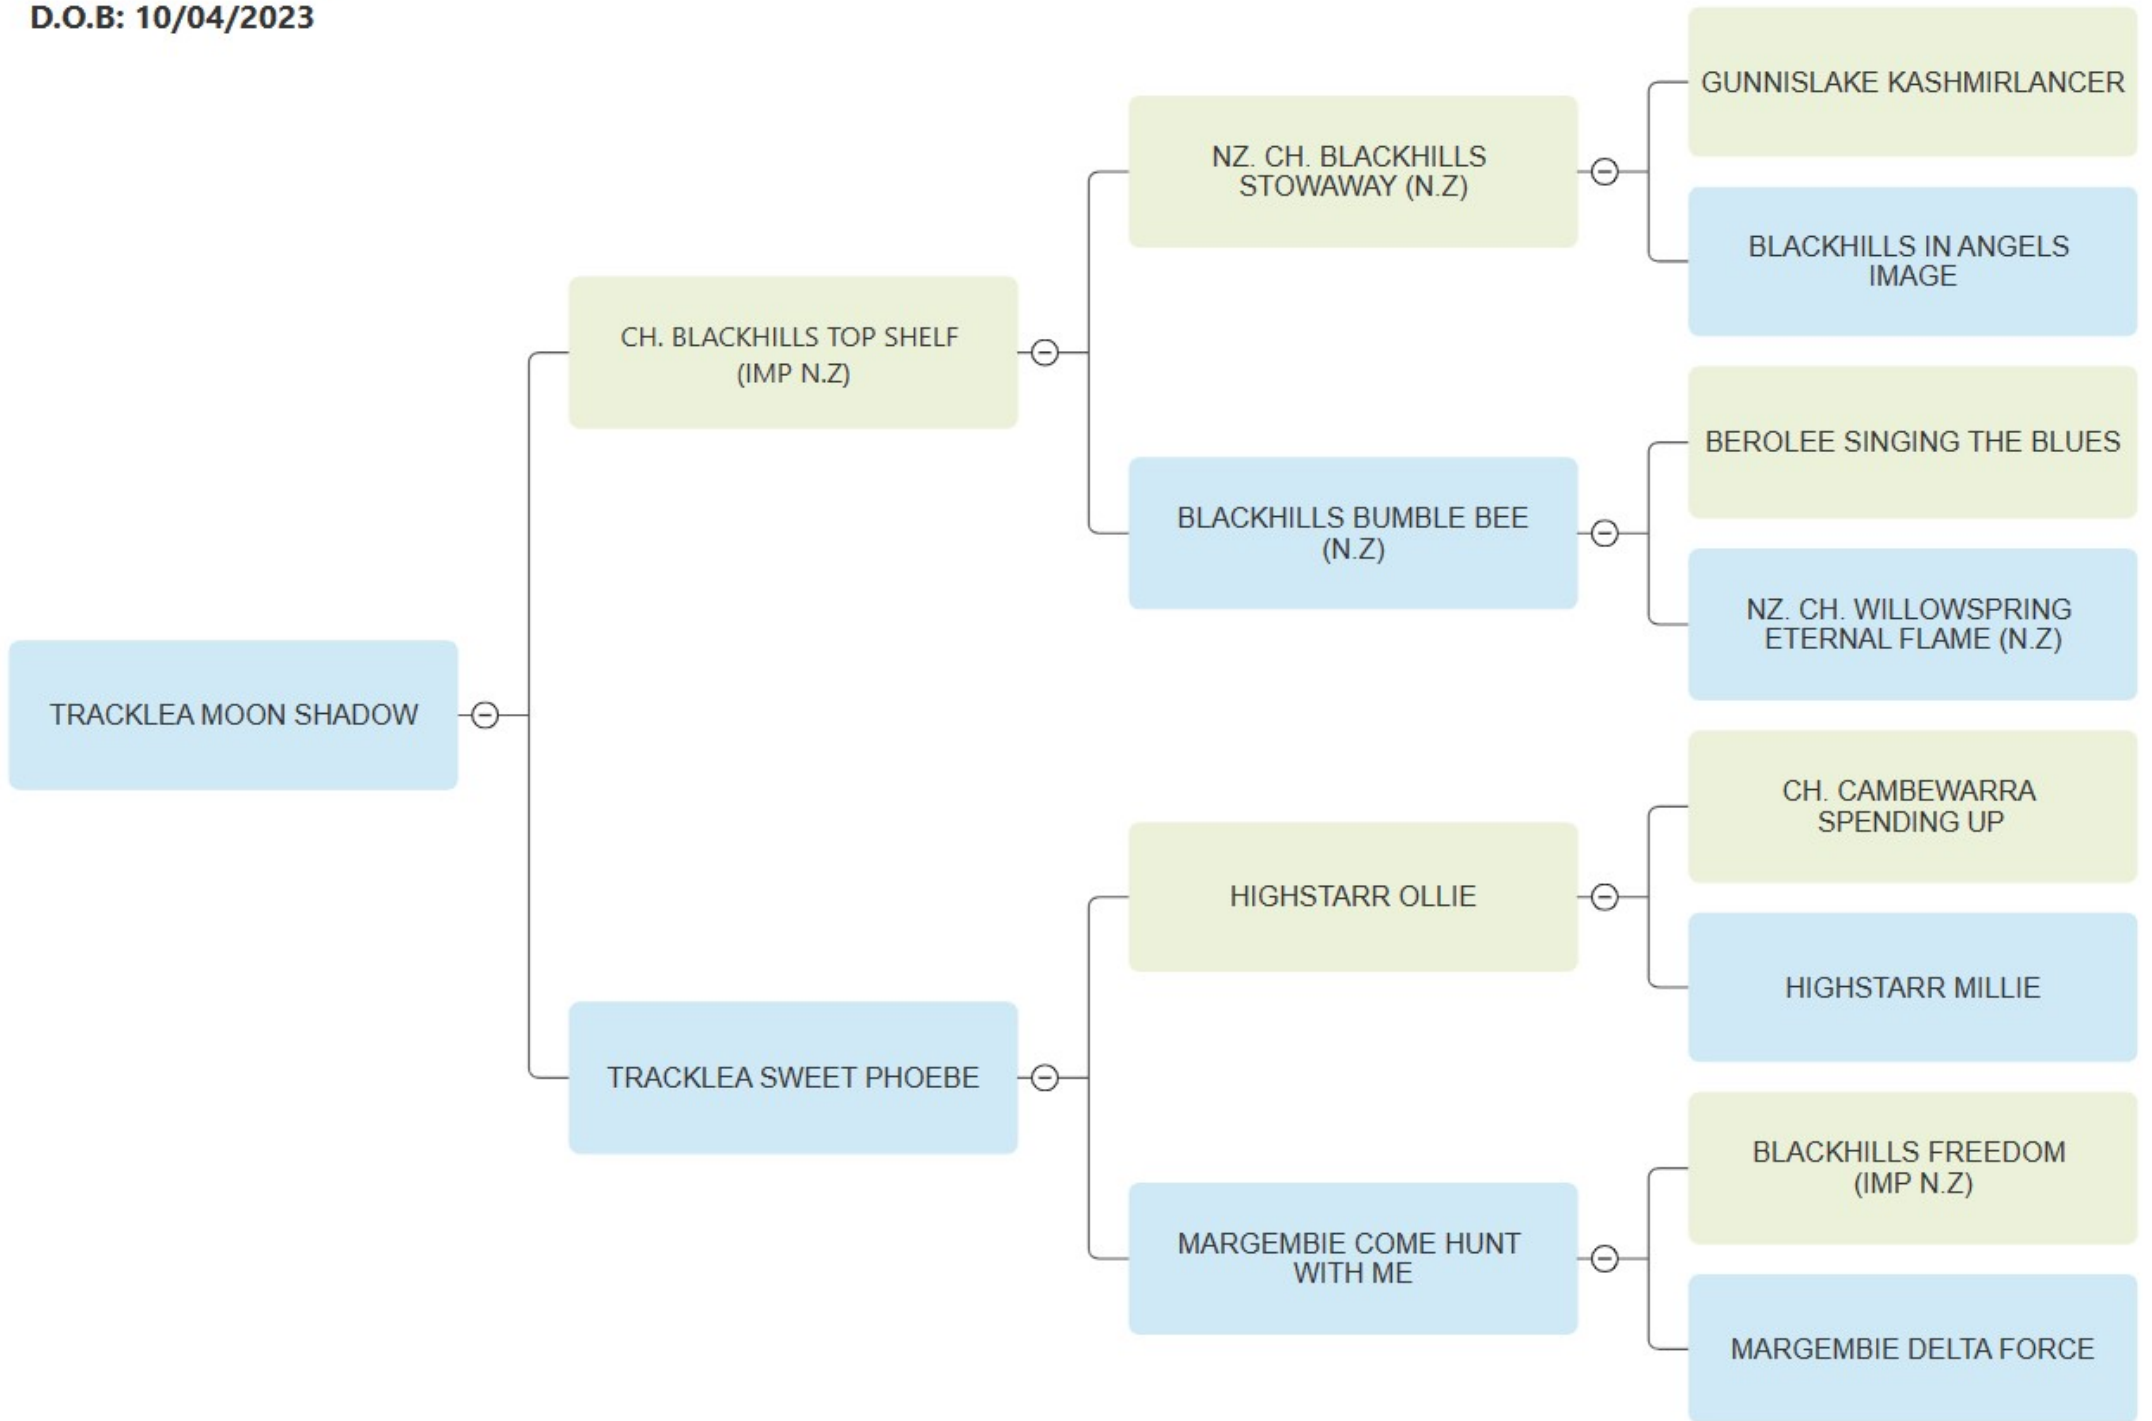 D.O.B: 10/04/2023
TRACKLEA MOON SHADOW
CH. BLACKHILLS TOP SHELF
(IMP N.Z)
NZ. CH. BLACKHILLS
STOWAWAY (N.Z)
GUNNISLAKE KASHMIRLANCER
BLACKHILLS IN ANGELS
IMAGE
BLACKHILLS BUMBLE BEE
(N.Z)
BEROLEE SINGING THE BLUES
NZ. CH. WILLOWSPRING
ETERNAL FLAME (N.Z)
TRACKLEA SWEET PHOEBE
HIGHSTARR OLLIE
CH. CAMBEWARRA
SPENDING UP
HIGHSTARR MILLIE
MARGEMBIE COME HUNT
WITH ME
BLACKHILLS FREEDOM
(IMP N.Z)
MARGEMBIE DELTA FORCE